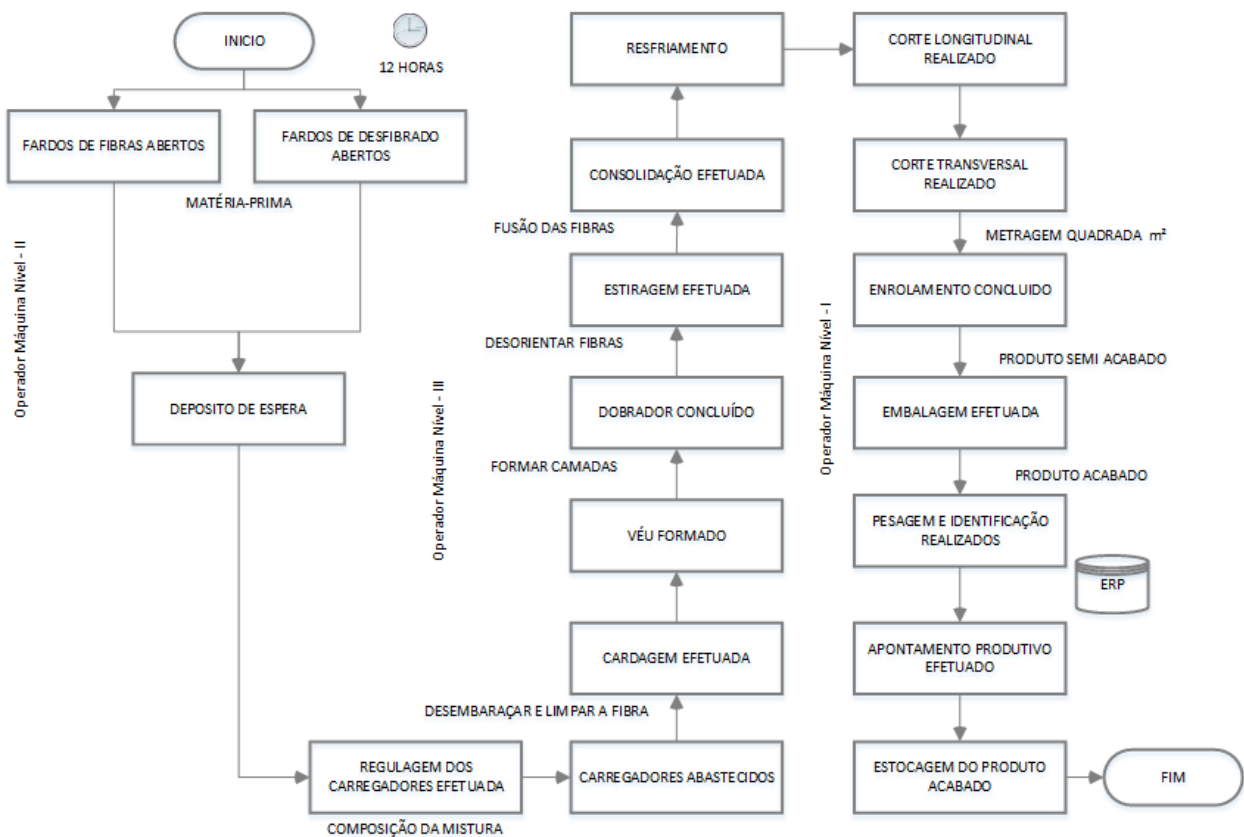 INICIO
12 HORAS
FARDOS DE FIBRAS ABERTOS
FARDOS DE DESFIBRADO
ABERTOS
MATÉRIA-PRIMA
Operador Máquina Nível - II
DEPOSITO DE ESPERA
REGULAGEM DOS
CARREGADORES EFETUADA
COMPOSIÇÃO DA MISTURA
CARREGADORES ABASTECIDOS
DESEMBARAÇAR E LIMPAR A FIBRA
CARDAGEM EFETUADA
VÉU FORMADO
FORMAR CAMADAS
Operador Máquina Nível - III
DOBRADOR CONCLUÍDO
DESORIENTAR FIBRAS
ESTIRAGEM EFETUADA
FUSÃO DAS FIBRAS
CONSOLIDAÇÃO EFETUADA
RESFRIAMENTO
CORTE LONGITUDINAL
REALIZADO
CORTE TRANSVERSAL
REALIZADO
METRAGEM QUADRADA m²
ENROLAMENTO CONCLUIDO
Operador Máquina Nível - I
PRODUTO SEMI ACABADO
EMBALAGEM EFETUADA
PRODUTO ACABADO
PESAGEM E IDENTIFICAÇÃO
REALIZADOS
ERP
APONTAMENTO PRODUTIVO
EFETUADO
ESTOCAGEM DO PRODUTO
ACABADO
FIM